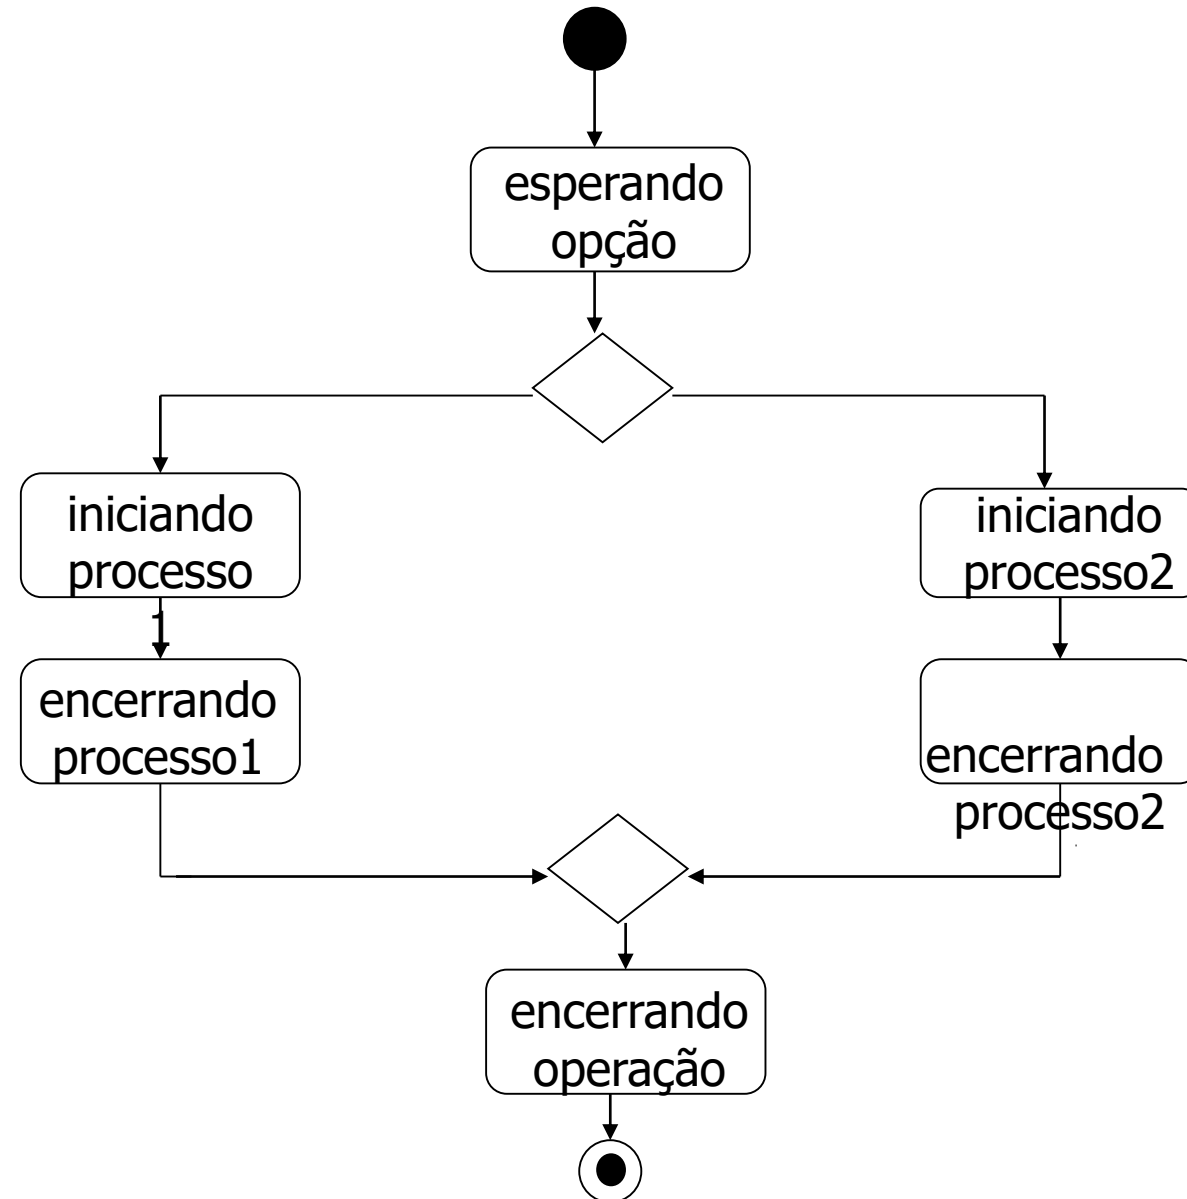 esperando
opção
iniciando
processo
1
iniciando
processo2
encerrando
processo1
encerrando
processo2
encerrando
operação